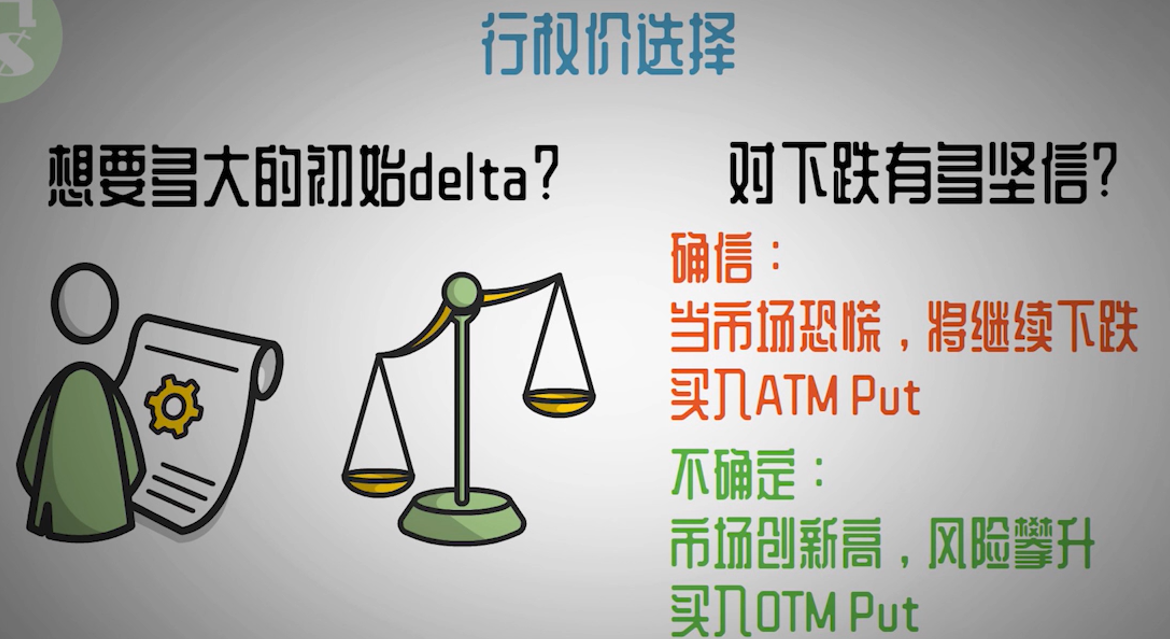 行权价选择
想要多大的初始delta?
对下跌有多坚信?
确信：
当市场恐慌，将继续下跌
买入ATM Put
不确定：
市场创新高，风险攀升
买入OTM Put